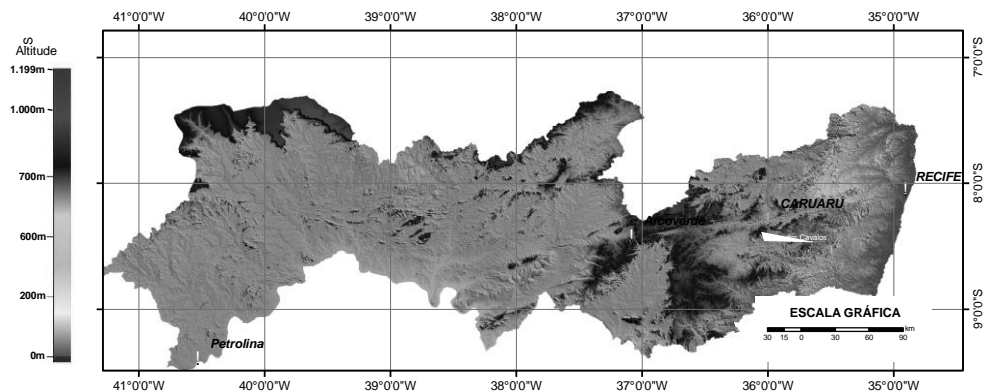 41°0'0"W 40°0'0"W 39°0'0"W 38°0'0"W 37°0'0"W 36°0'0"W 35°0'0"W
S
Altitude
1.199m
1.000m
700m
600m
200m
0m
7°0'0"S
8°0'0"S
9°0'0"S
RECIFE
CARUARU
Arcoverde
Cavalos
Petrolina
ESCALA GRÁFICA
30 15 0 30 60 90 km
41°0'0"W 40°0'0"W 39°0'0"W 38°0'0"W 37°0'0"W 36°0'0"W 35°0'0"W